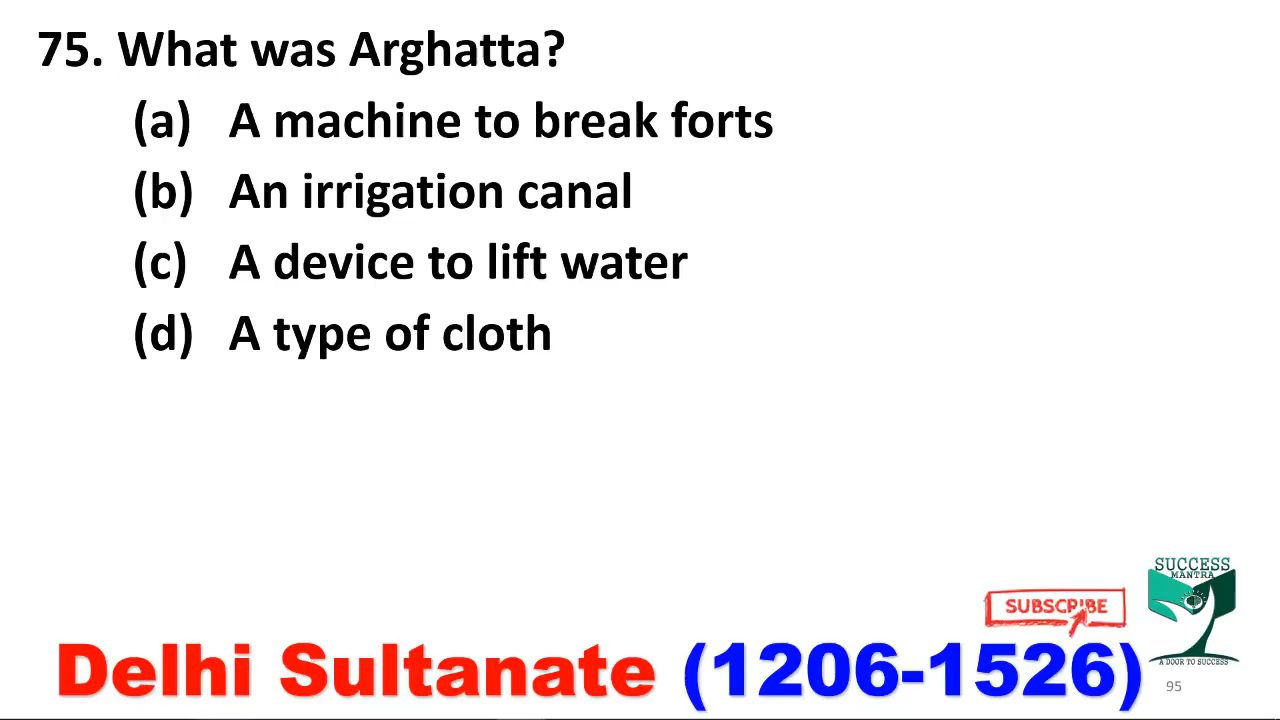 75. What was Arghatta?
(a) A machine to break forts
(b) An irrigation canal
(c) A device to lift water
(d) A type of cloth
SUCCESS
MANTRA
SUBSCRIBE
A DOOR TO SUCCESS
Delhi Sultanate (1206-1526)
95